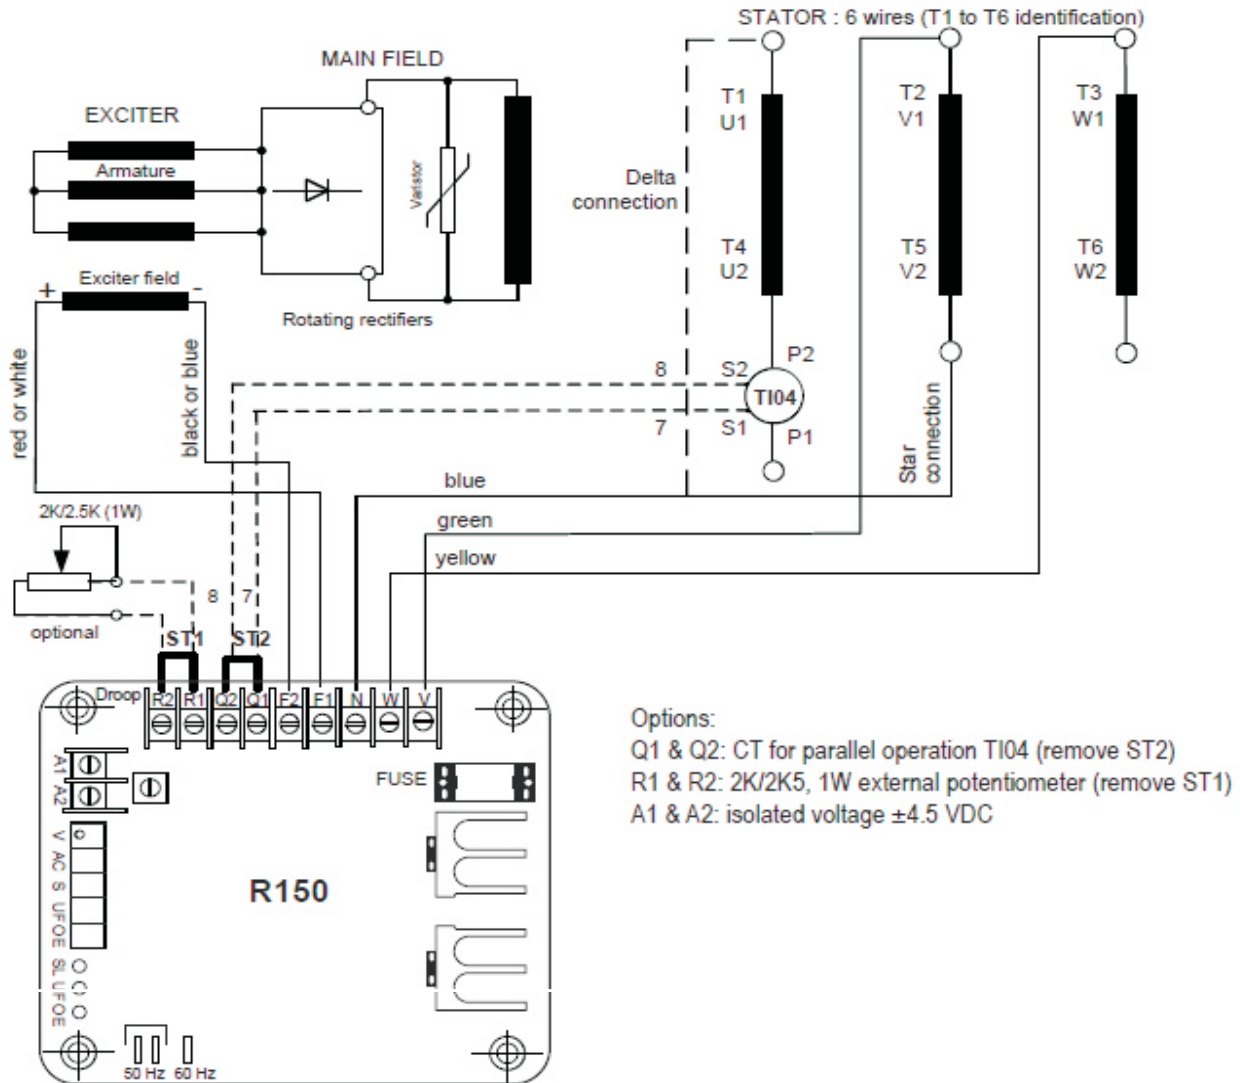 STATOR : 6 wires (T1 to T6 identification)
MAIN FIELD
EXCITER
Armature
Varistor
T1
U1
T2
V1
T3
W1
Delta
connection
T4
U2
T5
V2
T6
W2
Exciter field
+
-
Rotating rectifiers
red or white
black or blue
8
S2
P2
TI04
7
S1
P1
Star
connection
blue
green
yellow
2K/2.5K (1W)
optional
8
7
ST1
ST2
Droop
R2
R1
Q2
Q1
F2
F1
N
W
V
Options:
Q1 & Q2: CT for parallel operation TI04 (remove ST2)
R1 & R2: 2K/2K5, 1W external potentiometer (remove ST1)
A1 & A2: isolated voltage ±4.5 VDC
A1
A2
FUSE
V
AC
S
UFOE
R150
SL
UFOE
50 Hz
60 Hz